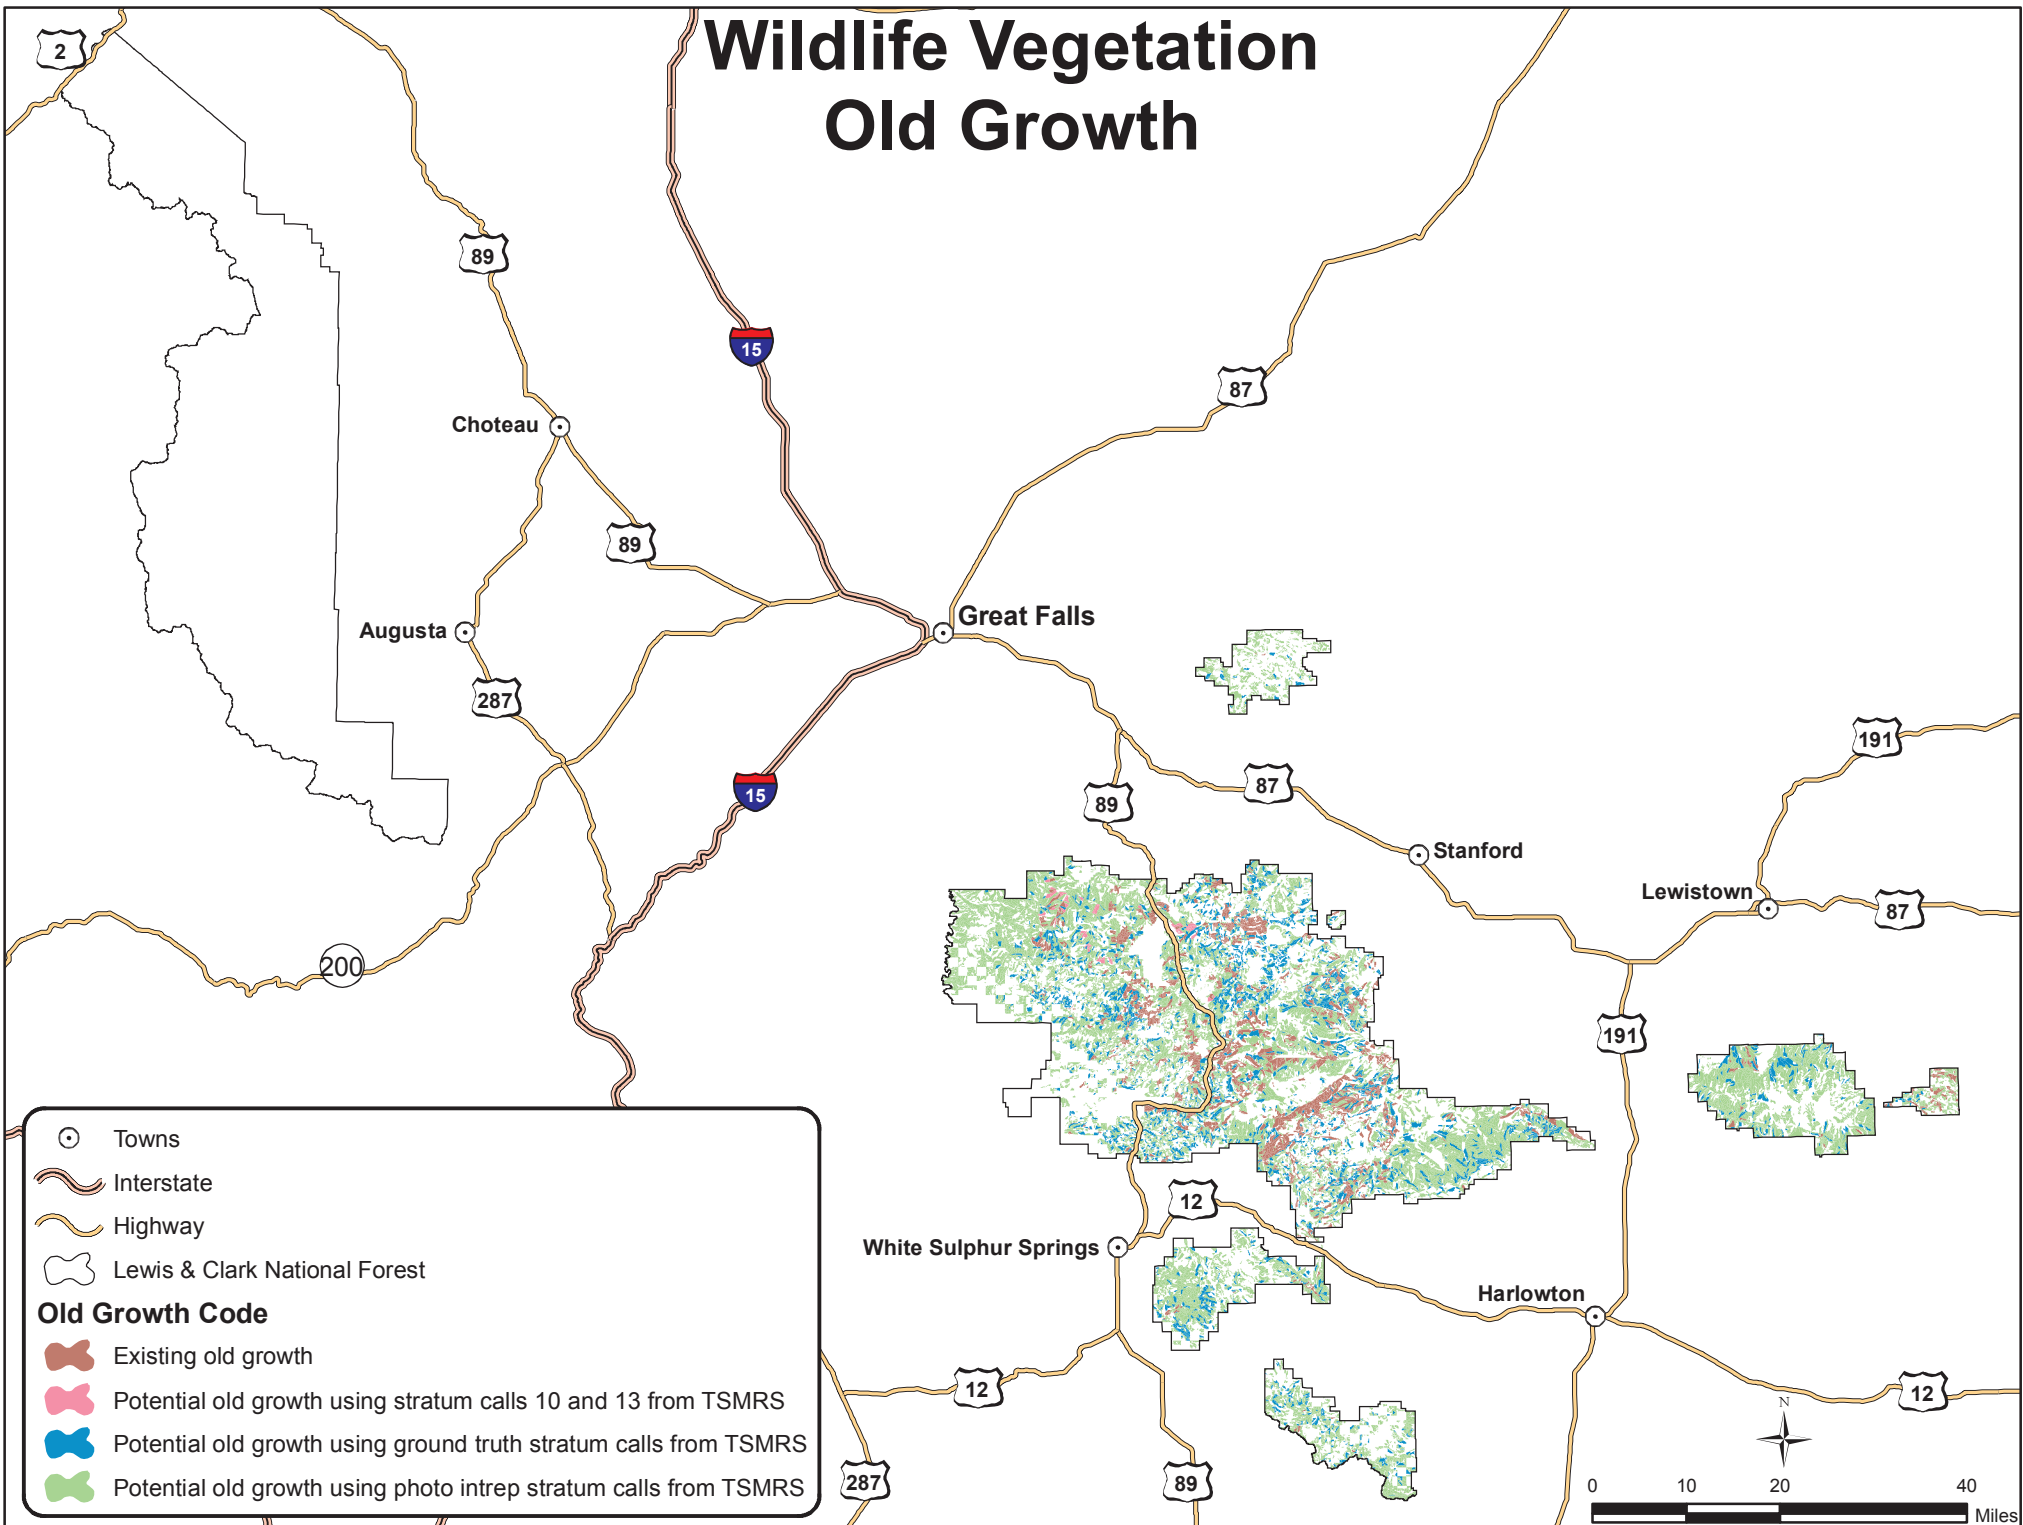 Wildlife Vegetation
Old Growth
2
89
15
87
Choteau
89
Great Falls
Augusta
287
191
15
89
87
Stanford
Lewistown
87
200
191
12
White Sulphur Springs
Harlowton
12
12
287
89
N
0 10 20 40
Miles
Towns
Interstate
Highway
Lewis & Clark National Forest
Old Growth Code
Existing old growth
Potential old growth using stratum calls 10 and 13 from TSMRS
Potential old growth using ground truth stratum calls from TSMRS
Potential old growth using photo intrep stratum calls from TSMRS